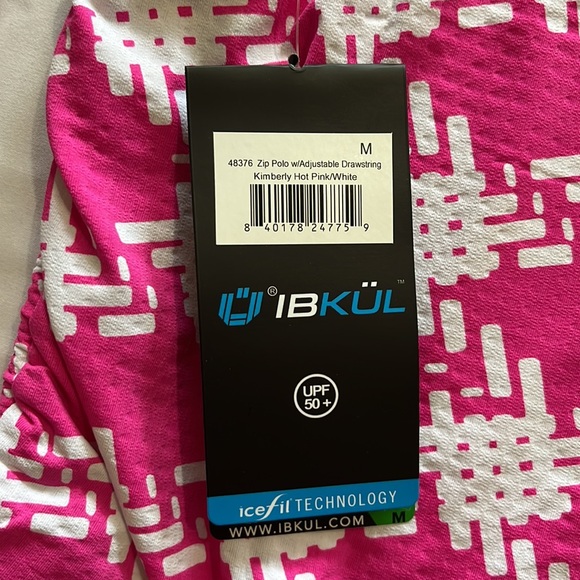 M
48376 Zip Polo w/Adjustable Drawstring
Kimberly Hot Pink/White
8 40178 24775 9
® IBKÜL ™
UPF
50+
icefil® TECHNOLOGY
WWW.IBKUL.COM
M